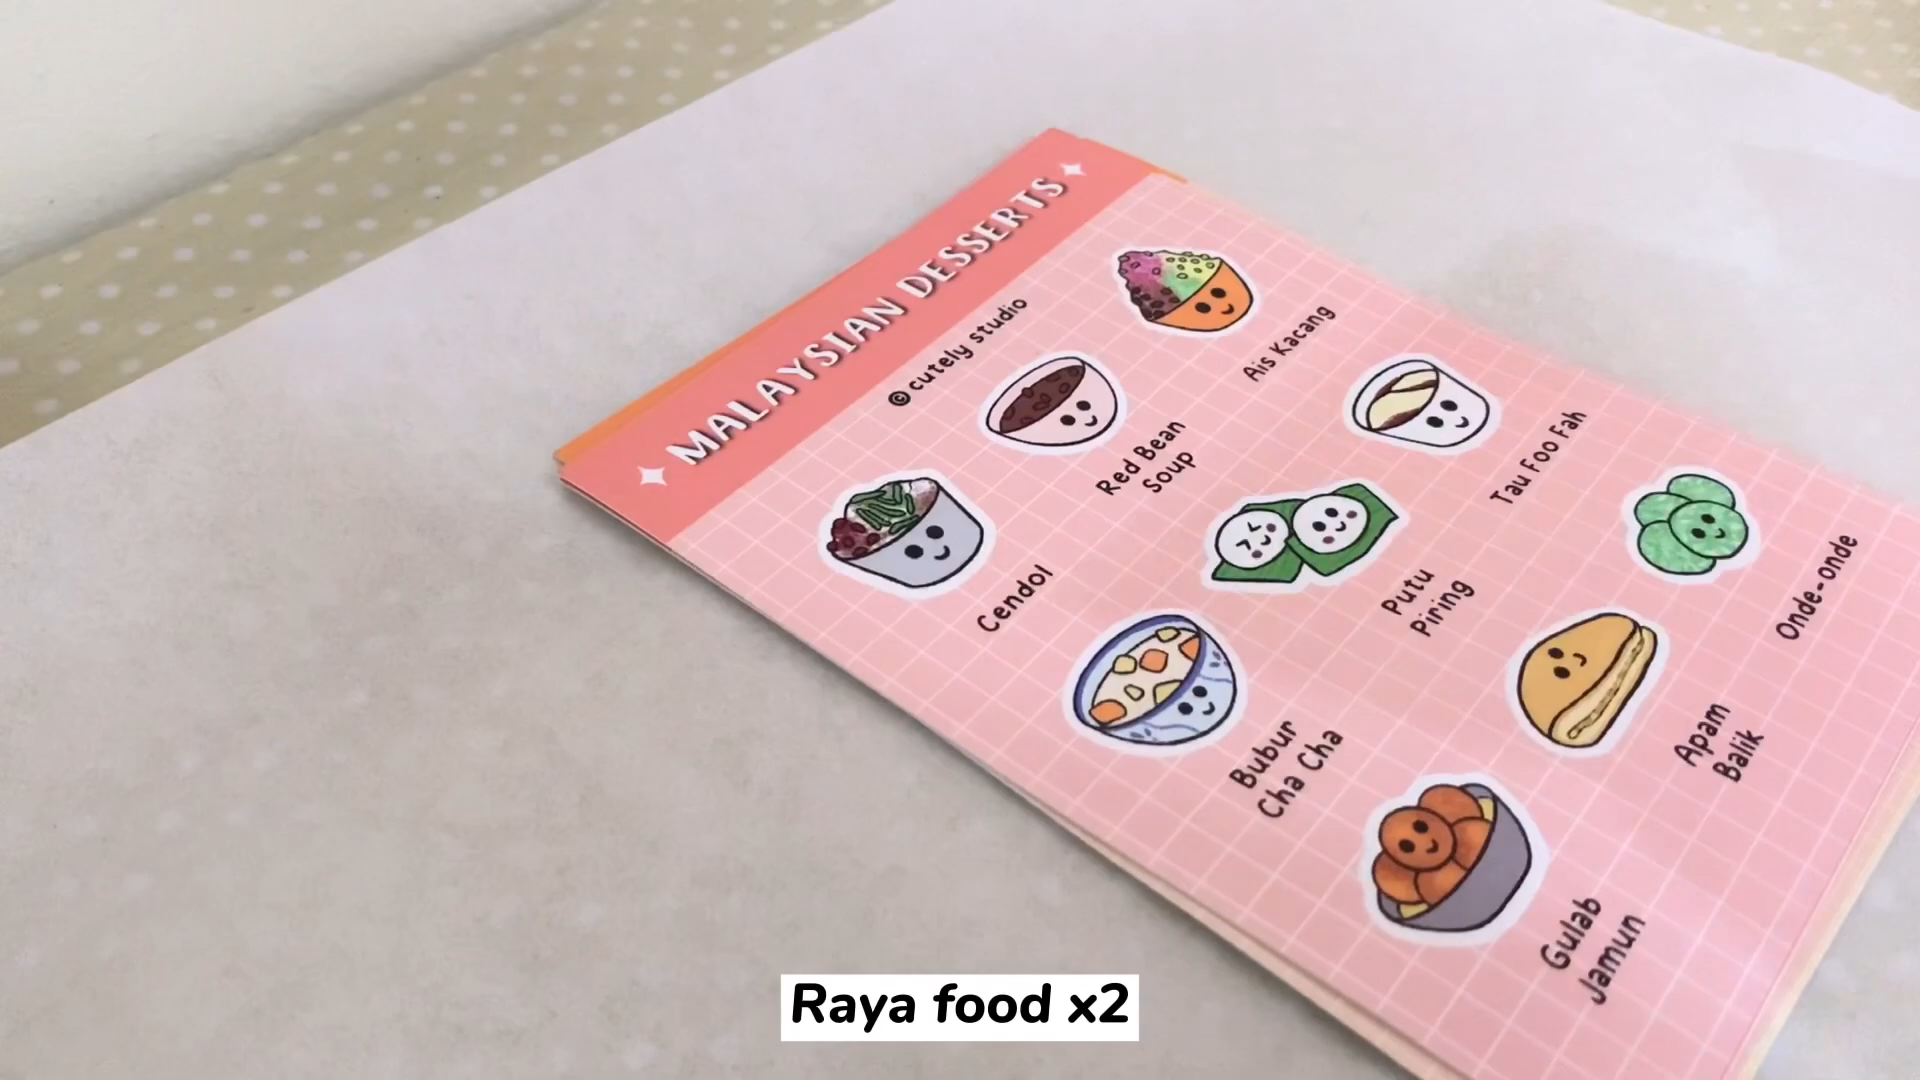 MALAYSIAN DESSERTS
© cutely studio
Ais Kacang
Red Bean
Soup
Cendol
Tau Foo Fah
Putu
Piring
Bubur
Cha Cha
Onde-onde
Apam
Balik
Gulab
Jamun
Raya food x2